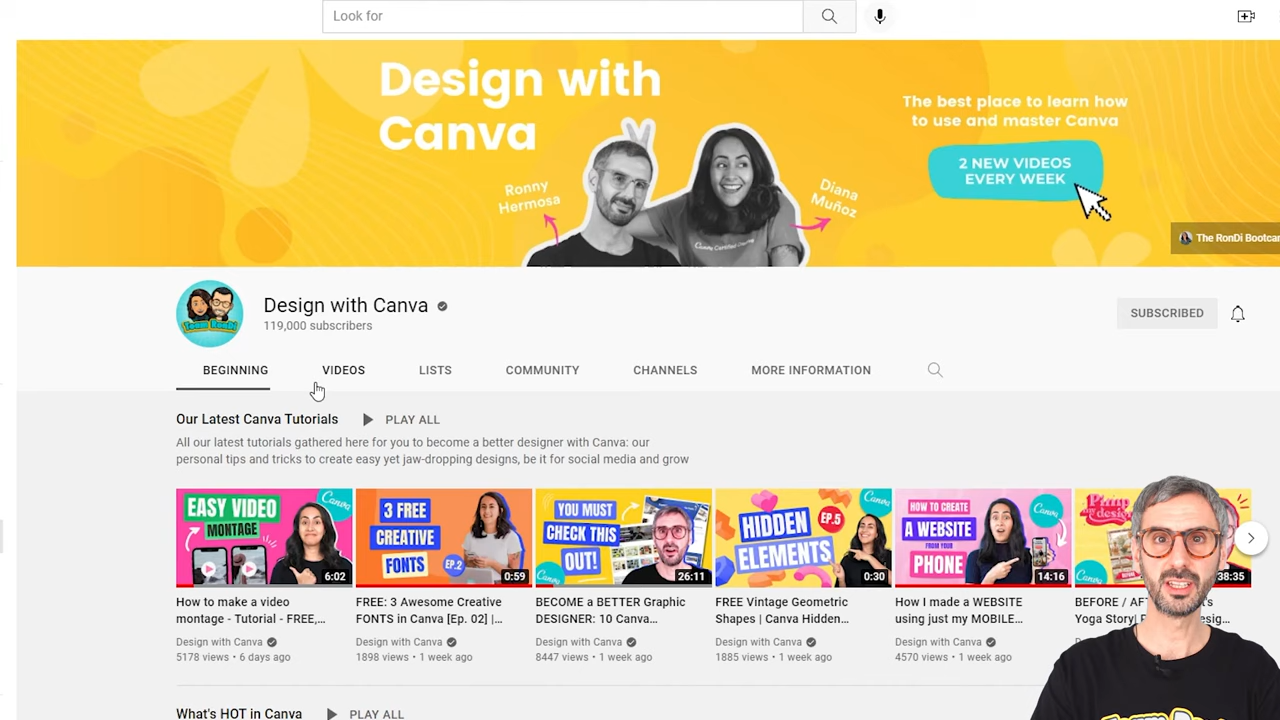 Look for
Design with
Canva
Ronny
Hermosa
Diana
Muñoz
The best place to learn how
to use and master Canva
2 NEW VIDEOS
EVERY WEEK
The RonDi Bootcam
Team RonDi
Design with Canva
119,000 subscribers
SUBSCRIBED
BEGINNING
VIDEOS
LISTS
COMMUNITY
CHANNELS
MORE INFORMATION
Our Latest Canva Tutorials
PLAY ALL
All our latest tutorials gathered here for you to become a better designer with Canva: our
personal tips and tricks to create easy yet jaw-dropping designs, be it for social media and grow
EASY VIDEO
MONTAGE
Canva
6:02
3 FREE
CREATIVE
FONTS
EP.2
0:59
YOU MUST
CHECK THIS
OUT!
Canva
26:11
HIDDEN
ELEMENTS
EP.5
Canva
0:30
HOW TO CREATE
A WEBSITE
FROM YOUR
PHONE
Canva
14:16
Pimp
my design
38:35
How to make a video
montage - Tutorial - FREE,...
Design with Canva
5178 views • 6 days ago
FREE: 3 Awesome Creative
FONTS in Canva [Ep. 02] |...
Design with Canva
1898 views • 1 week ago
BECOME a BETTER Graphic
DESIGNER: 10 Canva...
Design with Canva
8447 views • 1 week ago
FREE Vintage Geometric
Shapes | Canva Hidden...
Design with Canva
1885 views • 1 week ago
How I made a WEBSITE
using just my MOBILE...
Design with Canva
4570 views • 1 week ago
BEFORE / AF
Yoga Story|
Design with
What's HOT in Canva
PLAY ALL